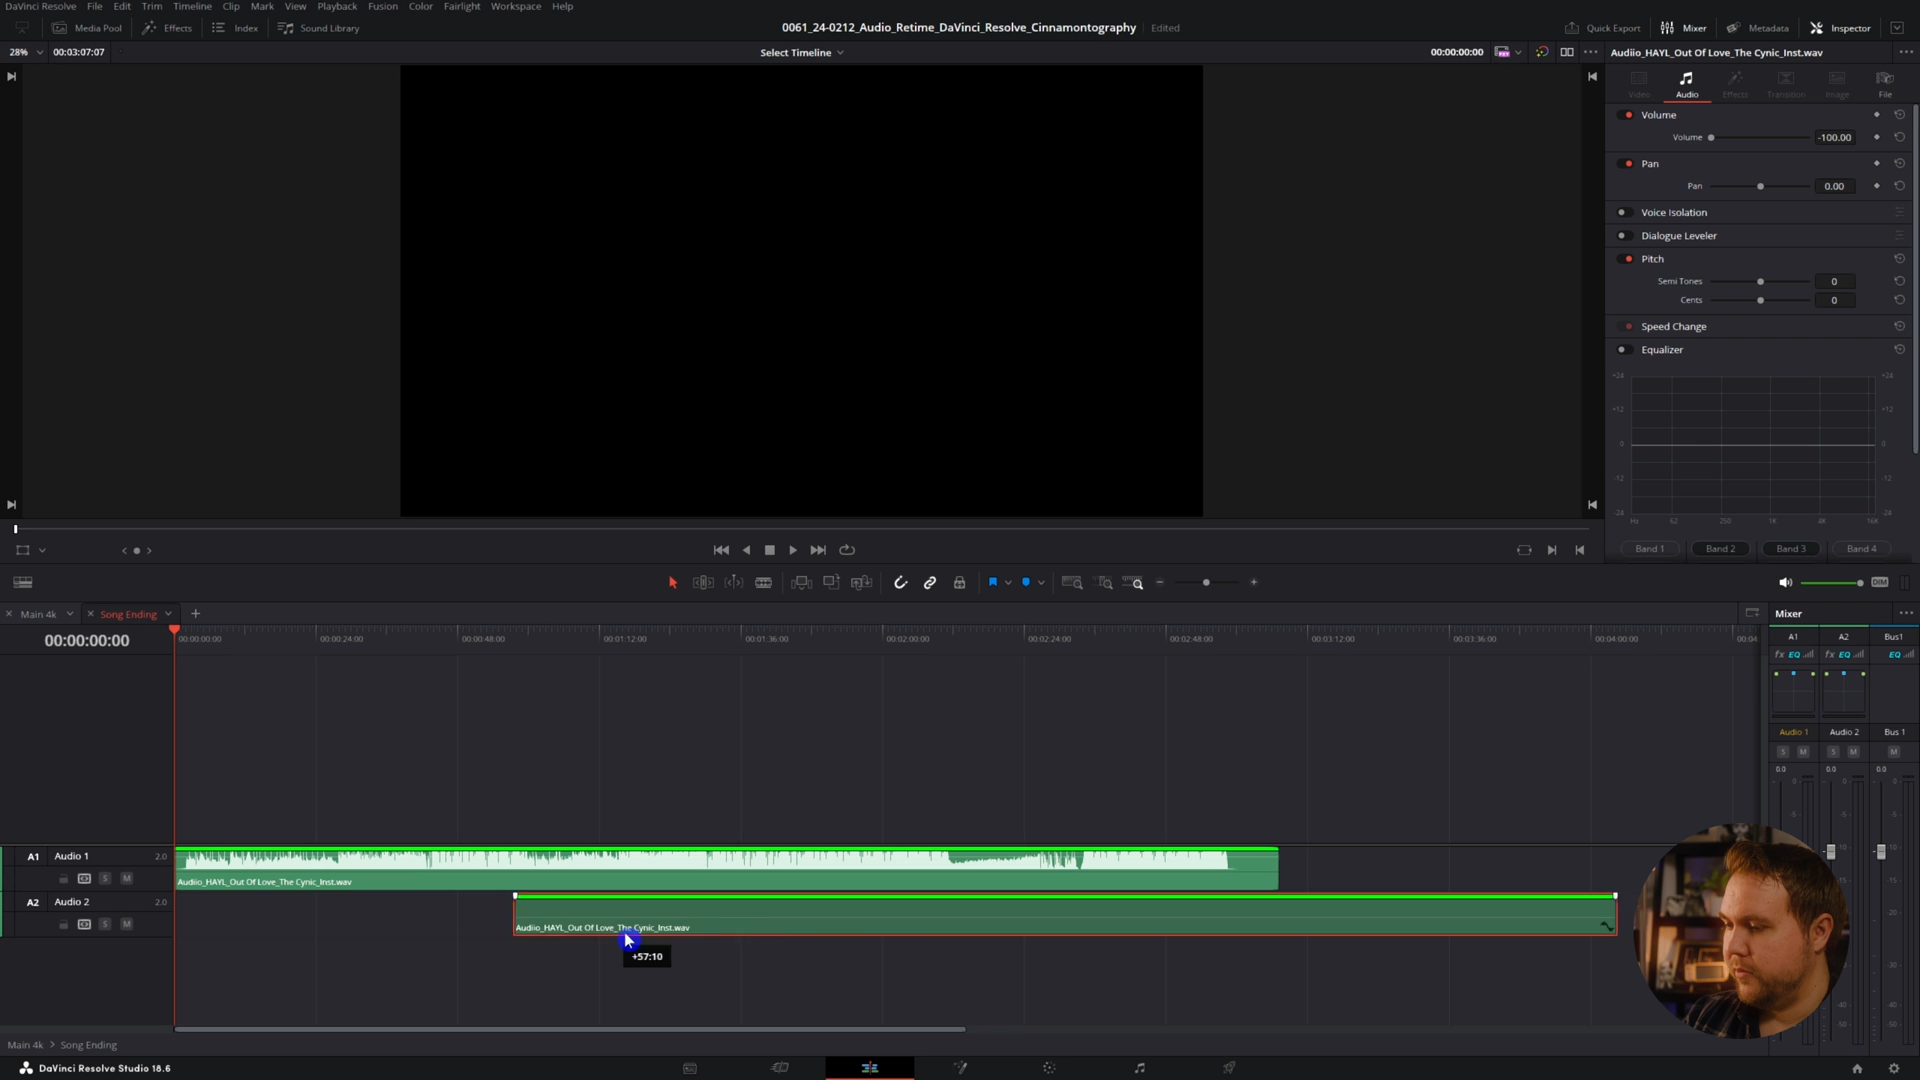 DaVinci Resolve File Edit Trim Timeline Clip Mark View Playback Fusion Color Fairlight Workspace Help
Media Pool Effects Index Sound Library 0061_24-0212_Audio_Retime_DaVinci_Resolve_Cinnamontography Edited Quick Export Mixer Metadata Inspector
28% 00:03:07:07 Select Timeline 00:00:00:00 Audiio_HAYL_Out Of Love_The Cynic_Inst.wav
Video Audio Effects Transition Image File
Volume
Volume -100.00
Pan
Pan 0.00
Voice Isolation
Dialogue Leveler
Pitch
Semi Tones 0
Cents 0
Speed Change
Equalizer
+24 +24
+12 +12
0 0
-12 -12
-24 -24
Hz 62 250 1K 4K 16K
Band 1 Band 2 Band 3 Band 4
DIM
Main 4k Song Ending Mixer
00:00:00:00 00:00:00:00 00:00:24:00 00:00:48:00 00:01:12:00 00:01:36:00 00:02:00:00 00:02:24:00 00:02:48:00 00:03:12:00 00:03:36:00 00:04:00:00 00:04
A1 A2 Bus1
fx EQ fx EQ EQ
Audio 1 Audio 2 Bus 1
S M S M M
0.0 0.0 0.0
A1 Audio 1 2.0
S M Audiio_HAYL_Out Of Love_The Cynic_Inst.wav
A2 Audio 2 2.0
S M Audiio_HAYL_Out Of Love_The Cynic_Inst.wav
+57:10
Main 4k > Song Ending
DaVinci Resolve Studio 18.6